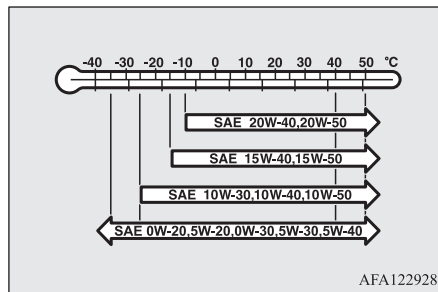 -40 -30 -20 -10 0 10 20 30 40 50 °C
SAE 20W-40,20W-50
SAE 15W-40,15W-50
SAE 10W-30,10W-40,10W-50
SAE 0W-20,5W-20,0W-30,5W-30,5W-40
AFA122928